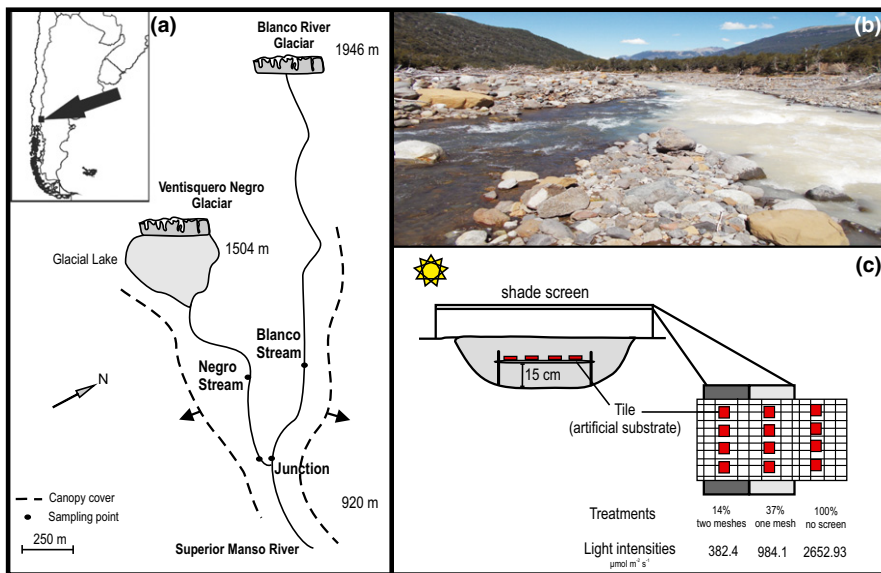 (a)
Blanco River
Glaciar
1946 m
Ventisquero Negro
Glaciar
1504 m
Glacial Lake
Blanco
Stream
Negro
Stream
N
Junction
920 m
Canopy cover
Sampling point
250 m
Superior Manso River
(b)
(c)
shade screen
15 cm
Tile
(artificial substrate)
Treatments
14% 37% 100%
two meshes one mesh no screen
Light intensities 382.4 984.1 2652.93
µmol m⁻² s⁻¹